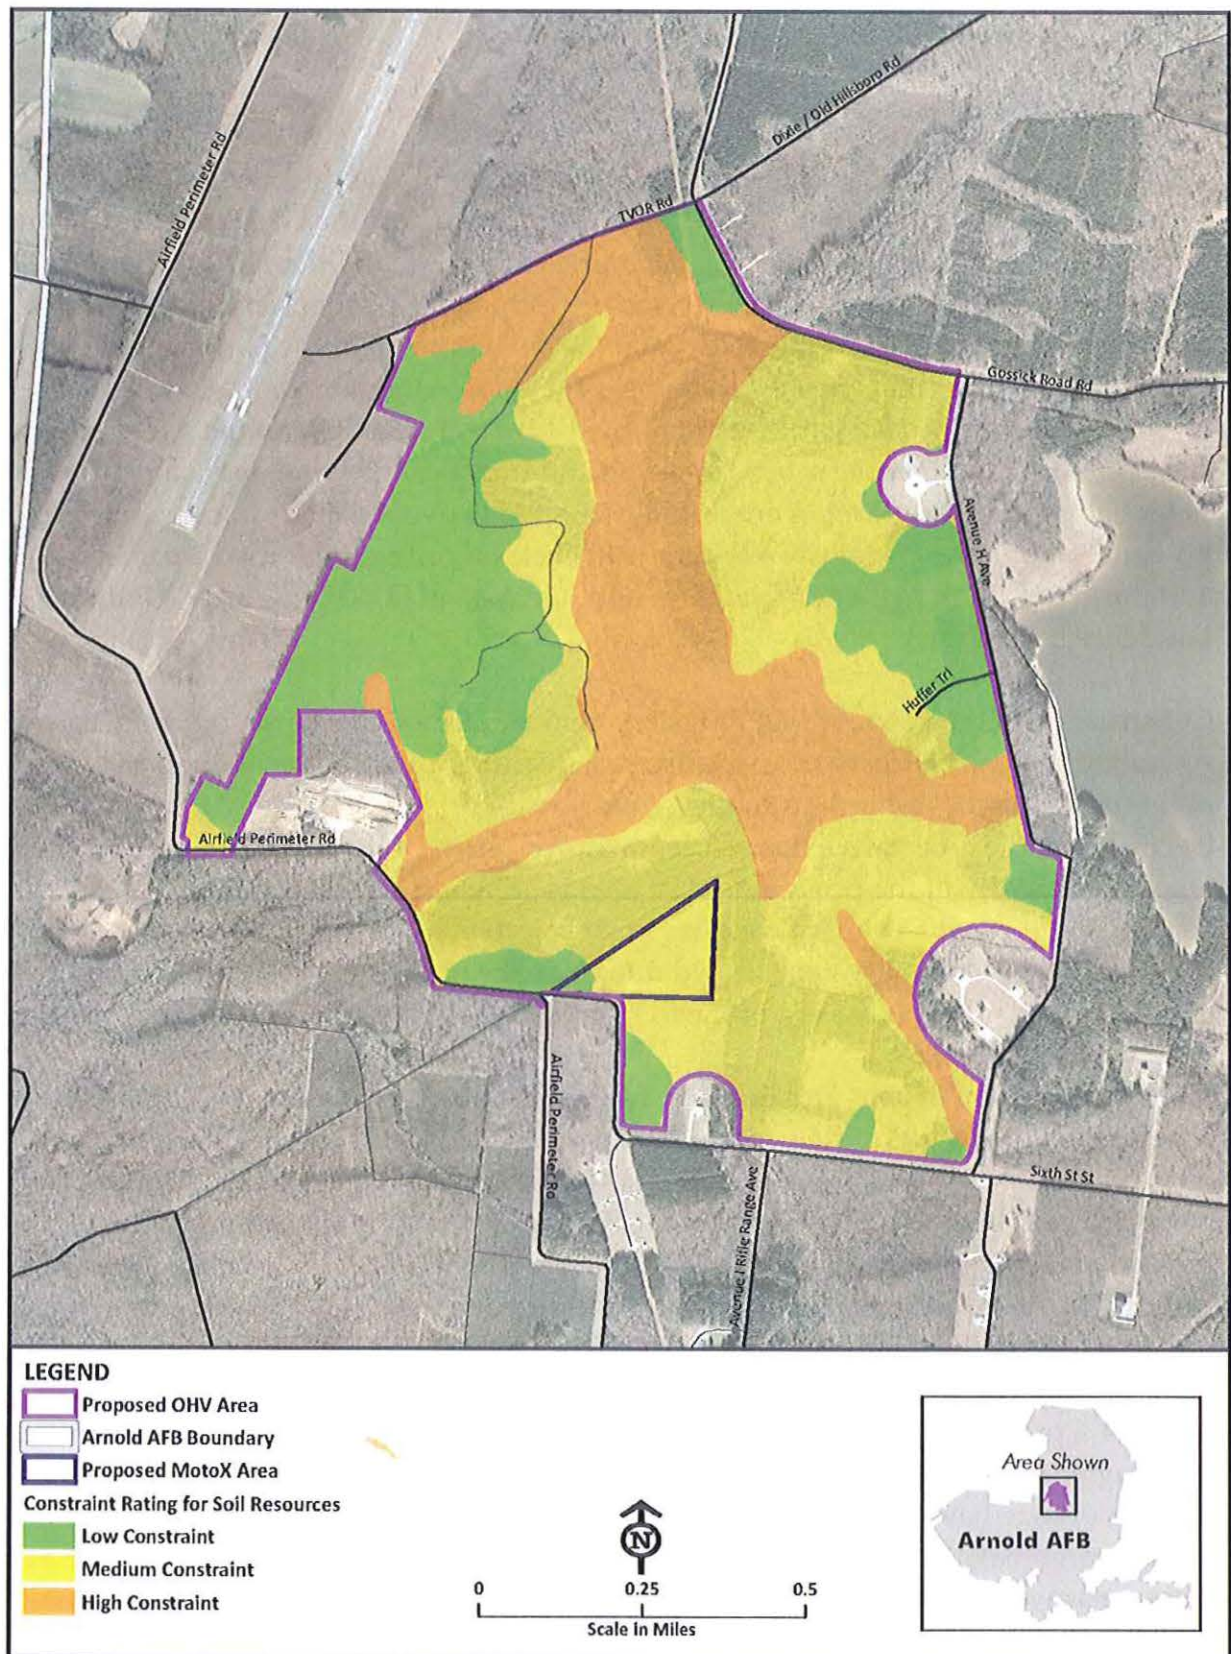 Dixie / Old Hillsboro Rd
Airfield Perimeter Rd
TVOR Rd
Gossick Road Rd
Avenue H Ave
Huffer Trl
Airfield Perimeter Rd
Airfield Perimeter Rd
Avenue I Rifle Range Ave
Sixth St St
LEGEND
Proposed OHV Area
Arnold AFB Boundary
Proposed MotoX Area
Constraint Rating for Soil Resources
Low Constraint
Medium Constraint
High Constraint
N
0 0.25 0.5
Scale in Miles
Area Shown
Arnold AFB